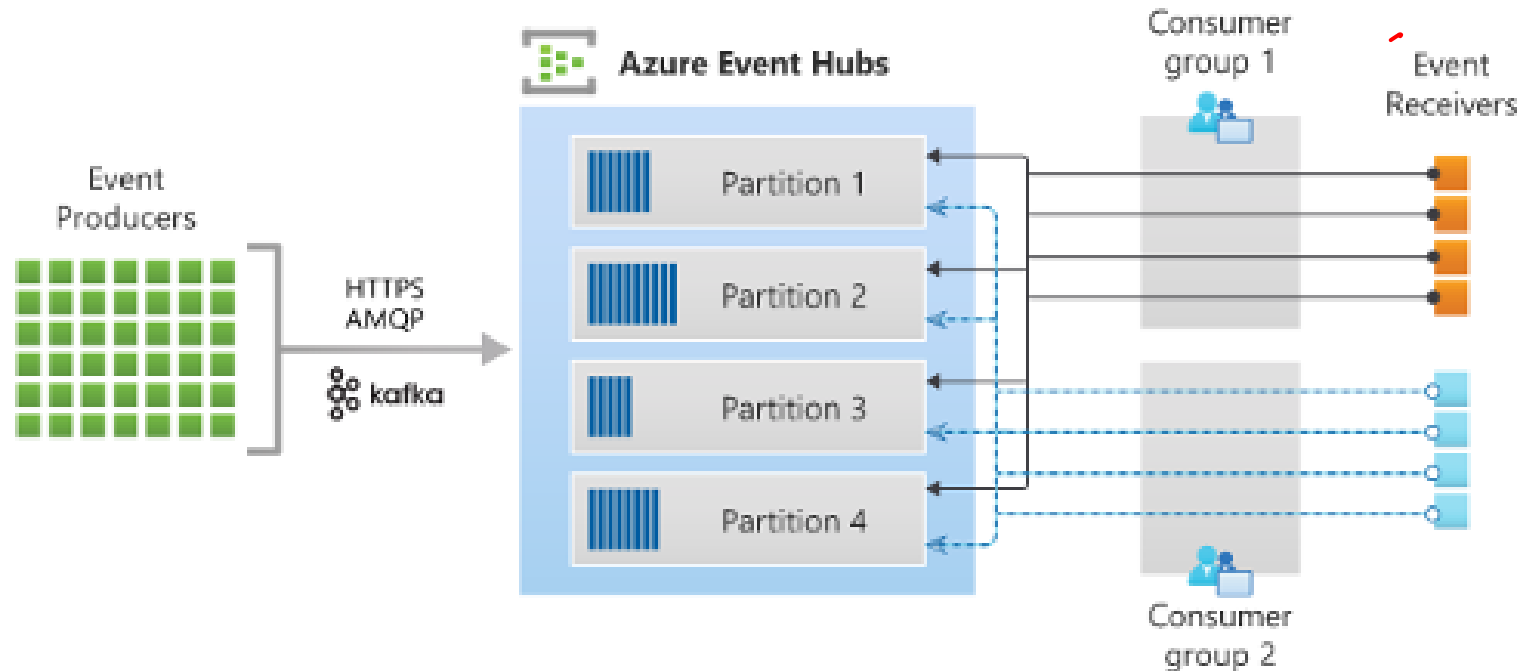 Azure Event Hubs
Event
Producers
HTTPS
AMQP
kafka
Partition 1
Partition 2
Partition 3
Partition 4
Consumer
group 1
Event
Receivers
Consumer
group 2